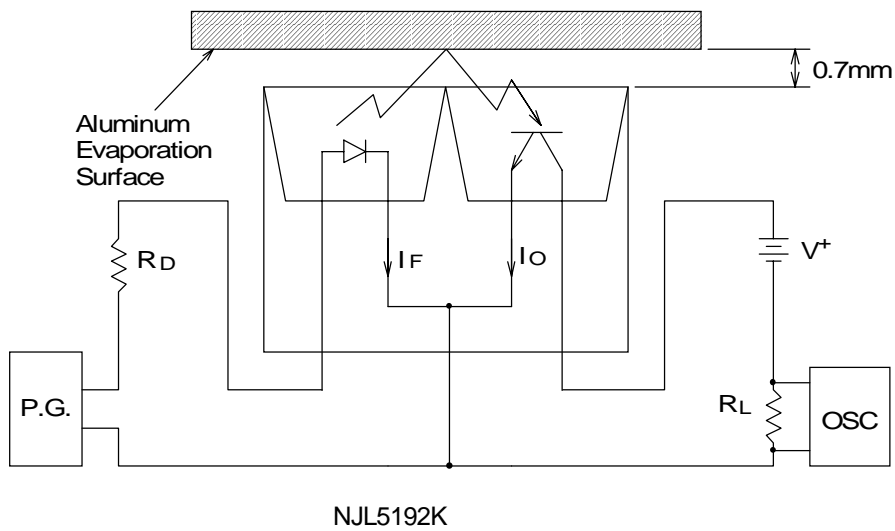 0.7mm
Aluminum
Evaporation
Surface
RD
IF
IO
V+
P.G.
RL
OSC
NJL5192K